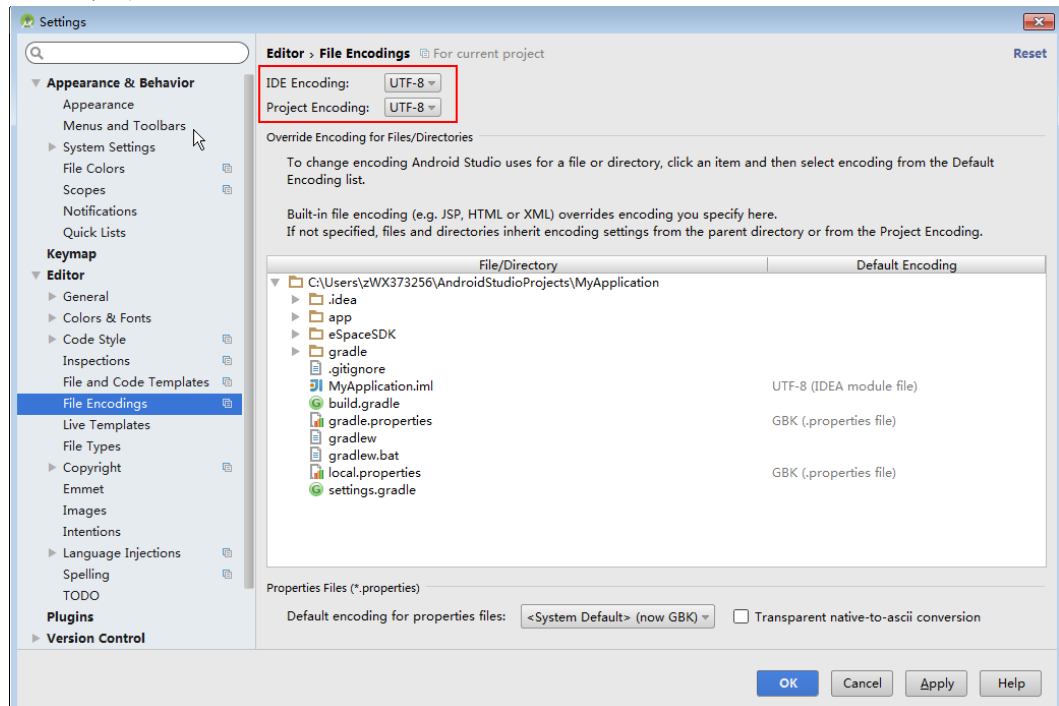 Settings
Editor › File Encodings For current project
Reset
Appearance & Behavior
Appearance
Menus and Toolbars
System Settings
File Colors
Scopes
Notifications
Quick Lists
Keymap
Editor
General
Colors & Fonts
Code Style
Inspections
File and Code Templates
File Encodings
Live Templates
File Types
Copyright
Emmet
Images
Intentions
Language Injections
Spelling
TODO
Plugins
Version Control
IDE Encoding: UTF-8
Project Encoding: UTF-8
Override Encoding for Files/Directories
To change encoding Android Studio uses for a file or directory, click an item and then select encoding from the Default
Encoding list.
Built-in file encoding (e.g. JSP, HTML or XML) overrides encoding you specify here.
If not specified, files and directories inherit encoding settings from the parent directory or from the Project Encoding.
File/Directory Default Encoding
C:\Users\zWX373256\AndroidStudioProjects\MyApplication
.idea
app
eSpaceSDK
gradle
.gitignore
MyApplication.iml UTF-8 (IDEA module file)
build.gradle
gradle.properties GBK (.properties file)
gradlew
gradlew.bat
local.properties GBK (.properties file)
settings.gradle
Properties Files (*.properties)
Default encoding for properties files: <System Default> (now GBK) Transparent native-to-ascii conversion
OK Cancel Apply Help